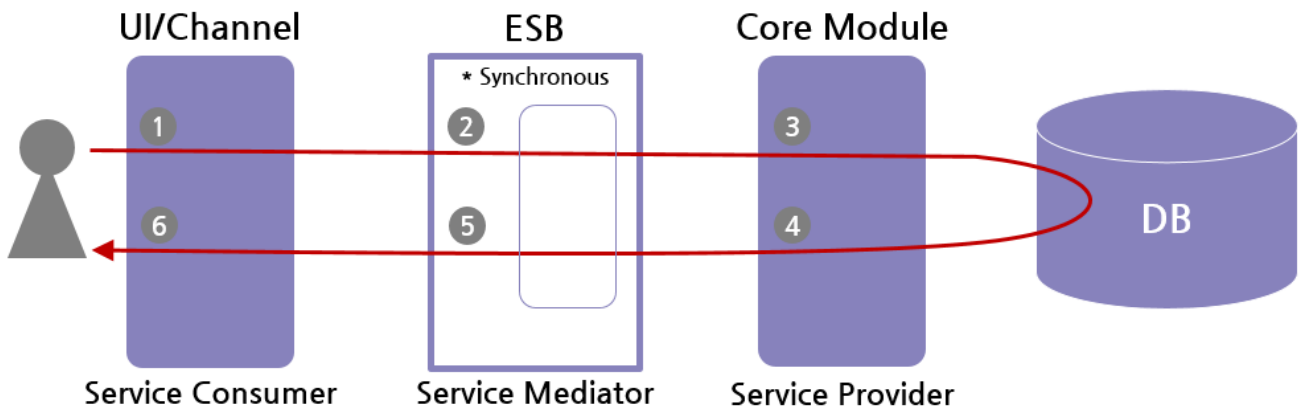 UI/Channel
ESB
Core Module
* Synchronous
1
2
3
6
5
4
DB
Service Consumer
Service Mediator
Service Provider